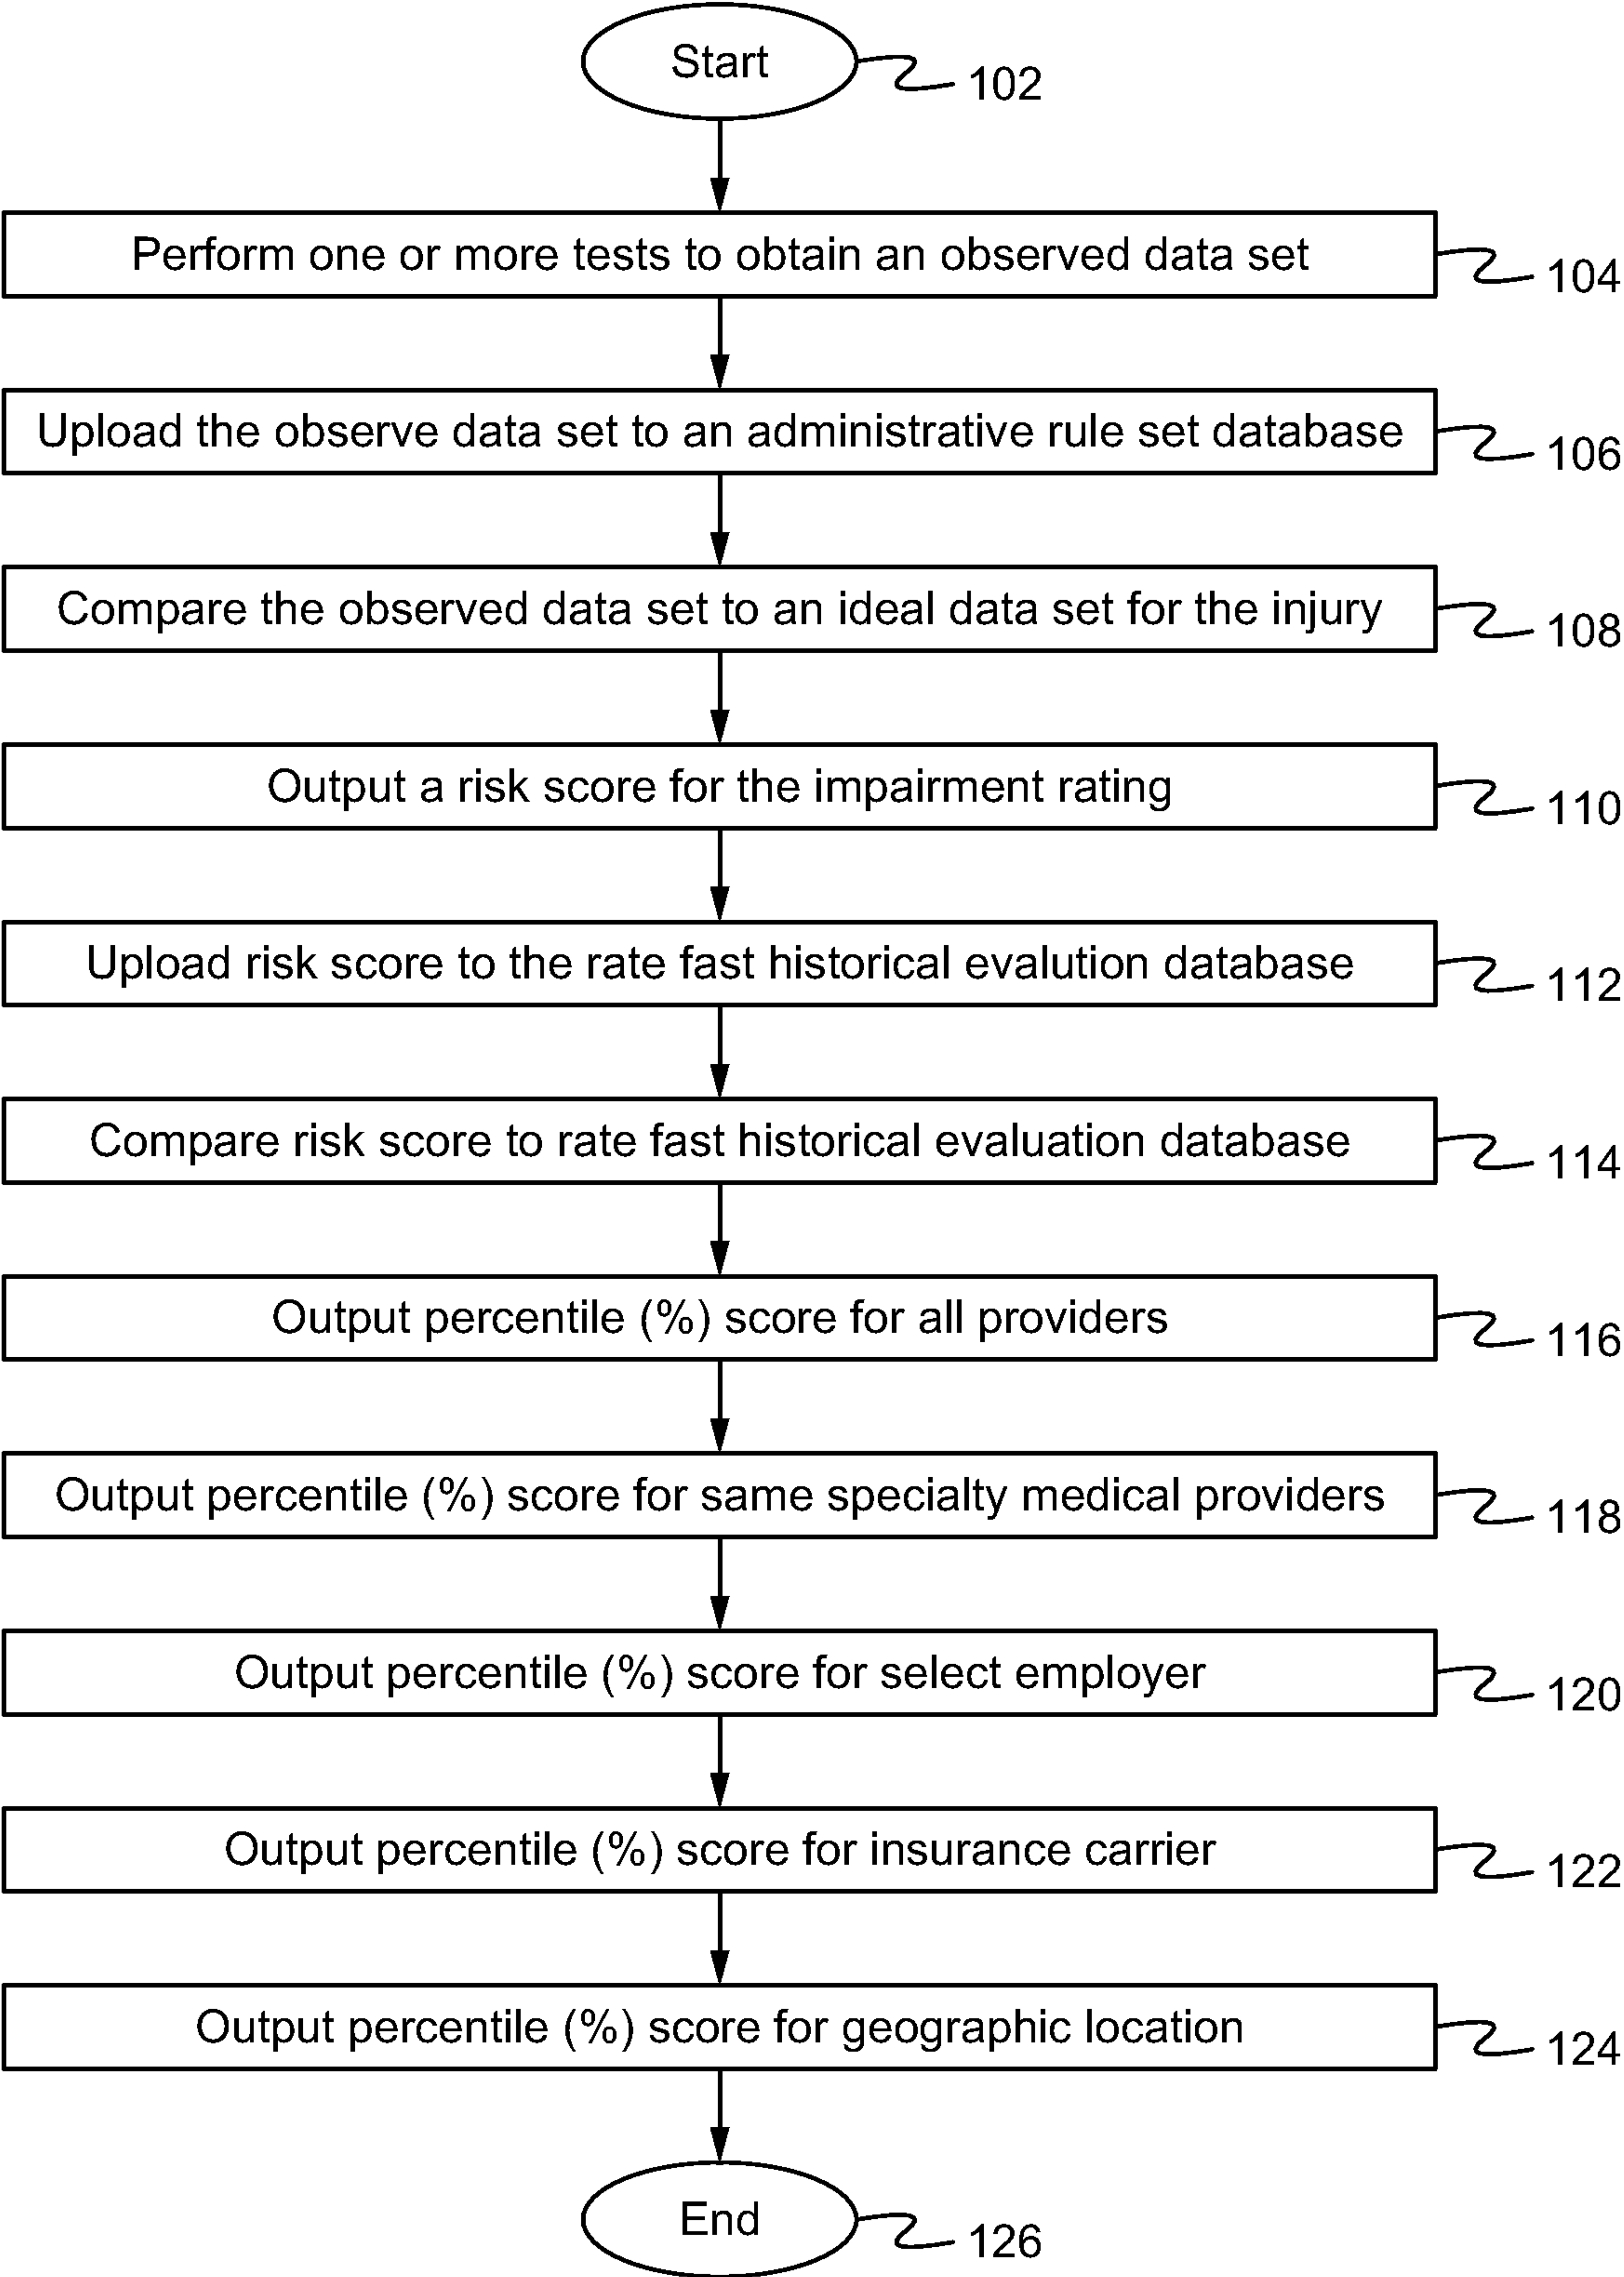 Start
102
Perform one or more tests to obtain an observed data set
104
Upload the observe data set to an administrative rule set database
106
Compare the observed data set to an ideal data set for the injury
108
Output a risk score for the impairment rating
110
Upload risk score to the rate fast historical evalution database
112
Compare risk score to rate fast historical evaluation database
114
Output percentile (%) score for all providers
116
Output percentile (%) score for same specialty medical providers
118
Output percentile (%) score for select employer
120
Output percentile (%) score for insurance carrier
122
Output percentile (%) score for geographic location
124
End
126